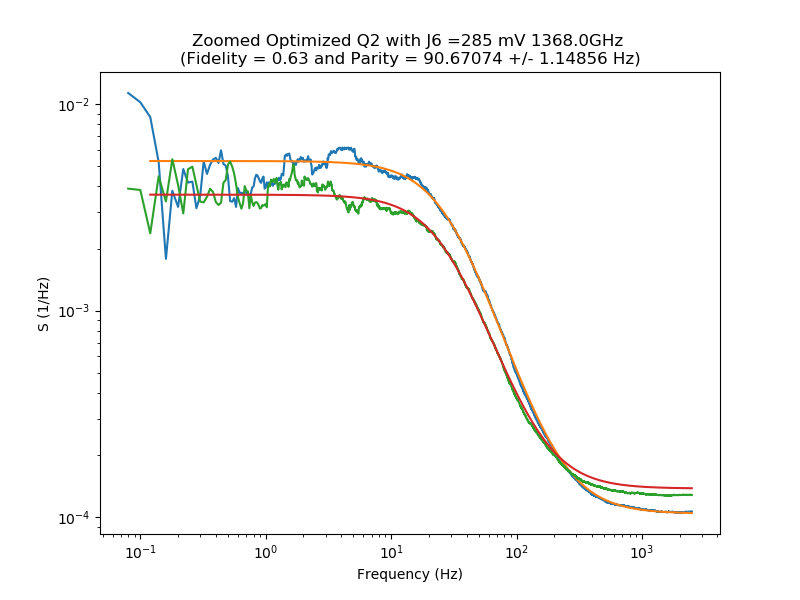 Zoomed Optimized Q2 with J6 =285 mV 1368.0GHz
(Fidelity = 0.63 and Parity = 90.67074 +/- 1.14856 Hz)
S (1/Hz)
10⁻²
10⁻³
10⁻⁴
10⁻¹ 10⁰ 10¹ 10² 10³
Frequency (Hz)